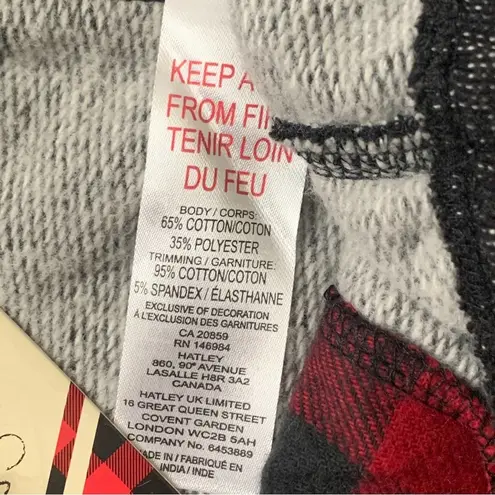 KEEP A
FROM FI
TENIR LOIN
DU FEU
BODY / CORPS:
65% COTTON/COTON
35% POLYESTER
TRIMMING / GARNITURE:
95% COTTON/COTON
5% SPANDEX / ÉLASTHANNE
EXCLUSIVE OF DECORATION
À L'EXCLUSION DES GARNITURES
CA 20859
RN 146984
HATLEY
860, 90e AVENUE
LASALLE H8R 3A2
CANADA
HATLEY UK LIMITED
16 GREAT QUEEN STREET
COVENT GARDEN
LONDON WC2B 5AH
COMPANY No. 6453889
MADE IN / FABRIQUÉ EN
INDIA / INDE